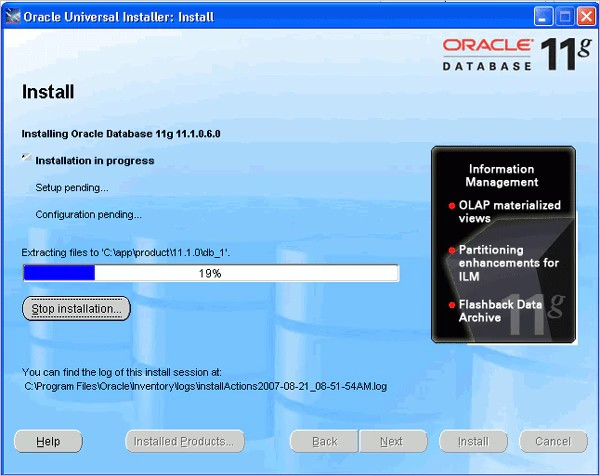 Oracle Universal Installer: Install
ORACLE
DATABASE 11g
Install
Installing Oracle Database 11g 11.1.0.6.0
Installation in progress
Setup pending...
Configuration pending...
Extracting files to 'C:\app\product\11.1.0\db_1'.
19%
Stop installation...
Information
Management
OLAP materialized
views
Partitioning
enhancements for
ILM
Flashback Data
Archive
11g
You can find the log of this install session at:
C:\Program Files\Oracle\Inventory\logs\installActions2007-08-21_08-51-54AM.log
Help
Installed Products...
Back
Next
Install
Cancel